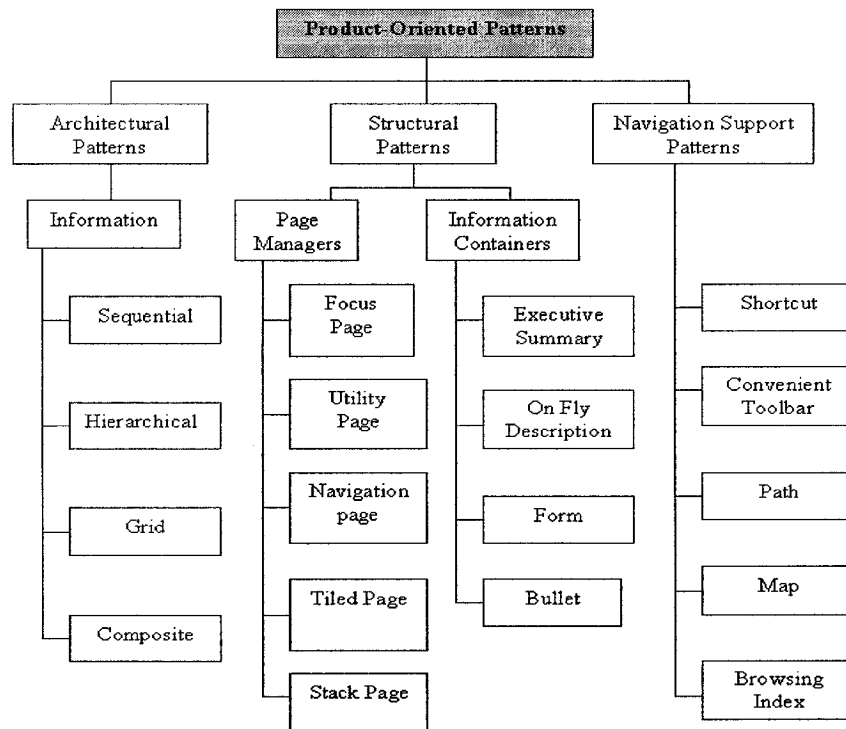 Product-Oriented Patterns
Architectural
Patterns
Structural
Patterns
Navigation Support
Patterns
Information
Page
Managers
Information
Containers
Sequential
Hierarchical
Grid
Composite
Focus
Page
Utility
Page
Navigation
page
Tiled Page
Stack Page
Executive
Summary
On Fly
Description
Form
Bullet
Shortcut
Convenient
Toolbar
Path
Map
Browsing
Index